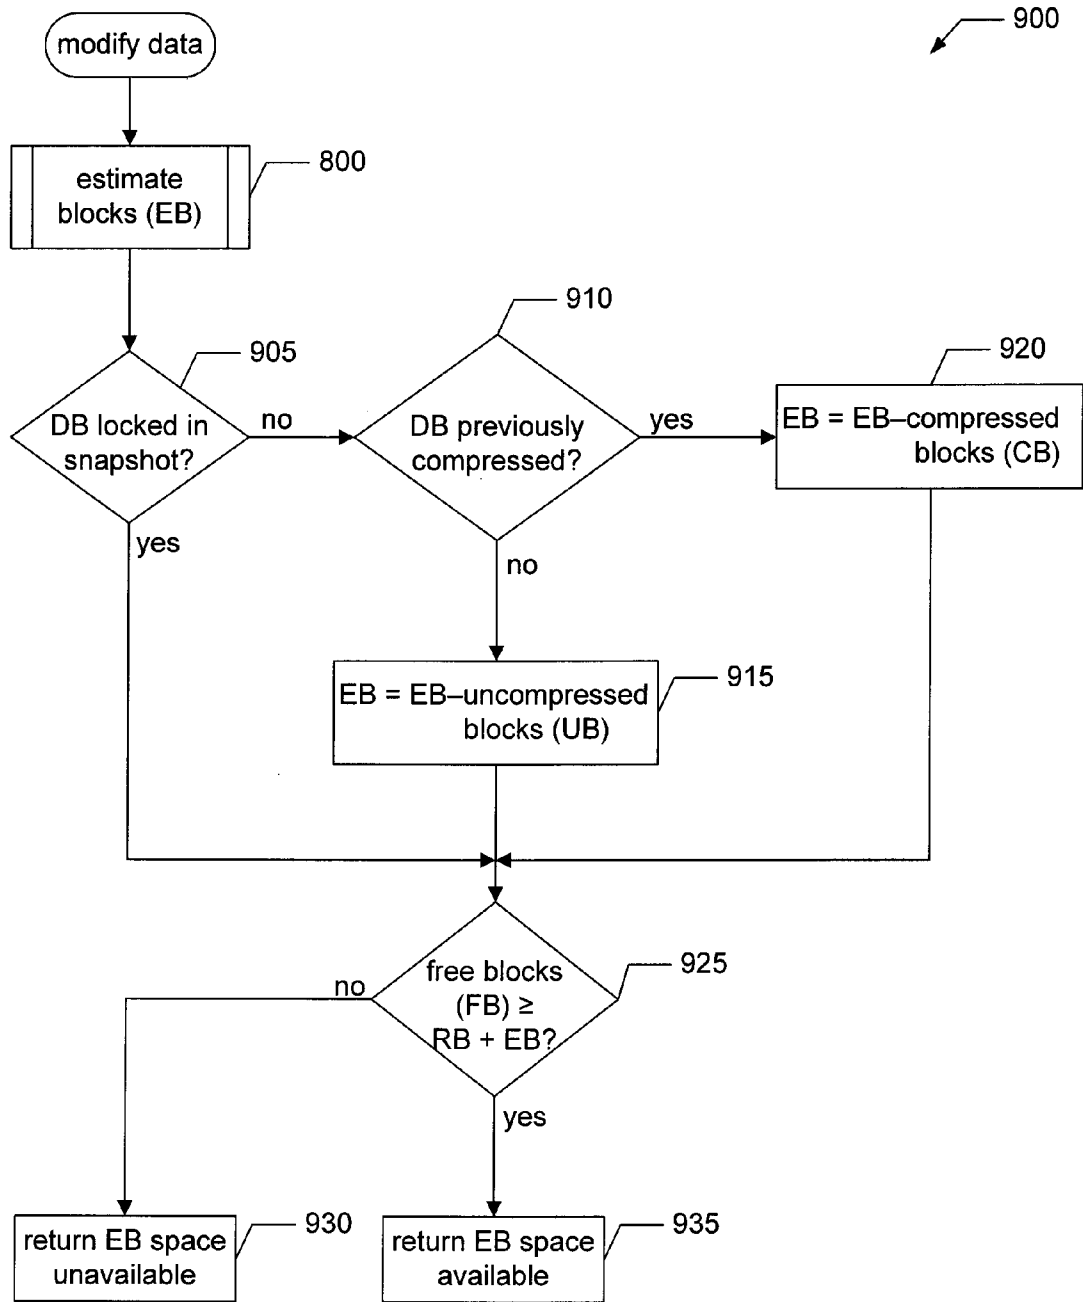 modify data
900
estimate
blocks (EB)
800
DB locked in
snapshot?
905
no
yes
DB previously
compressed?
910
yes
no
EB = EB–compressed
blocks (CB)
920
EB = EB–uncompressed
blocks (UB)
915
free blocks
(FB) ≥
RB + EB?
925
no
yes
return EB space
unavailable
930
return EB space
available
935